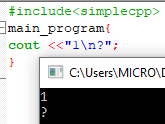 #include<simplecpp>
main_program{
cout <<"1\n?";
}
C:\Users\MICRO\D
1
?